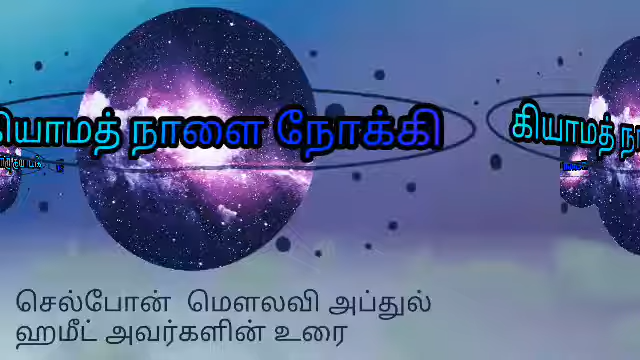 கியாமத் நாளை நோக்கி
கியாமத் நா
செல்போன் மௌலவி அப்துல்
ஹமீட் அவர்களின் உரை